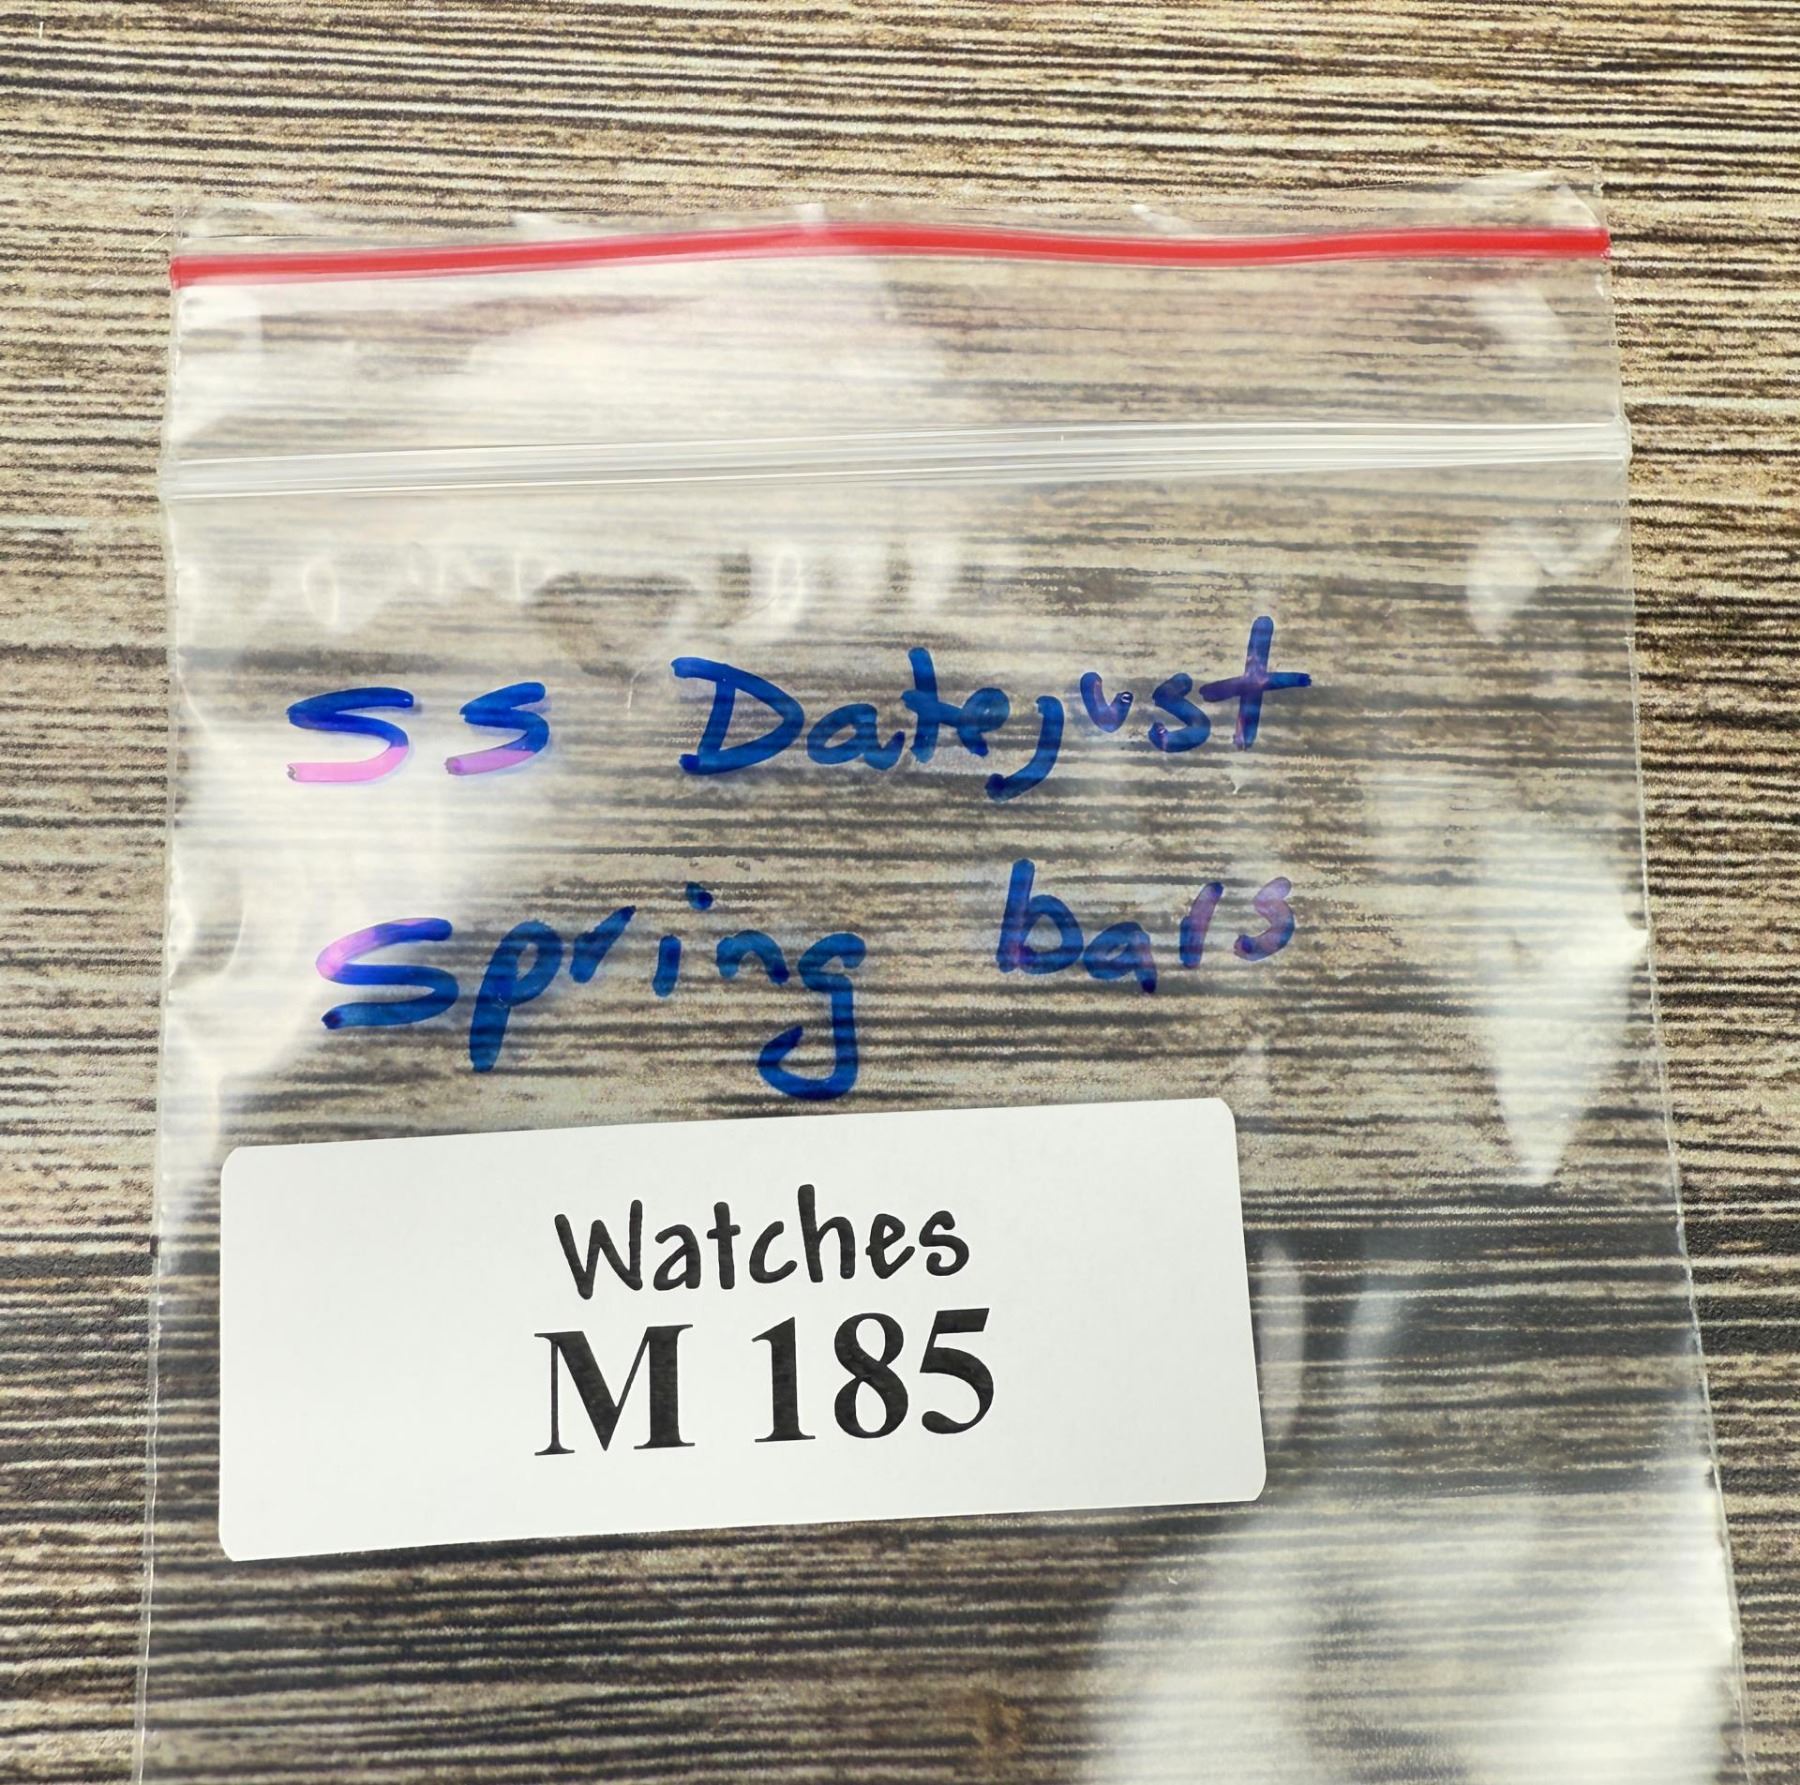 SS Datejust
spring bars
Watches
M 185